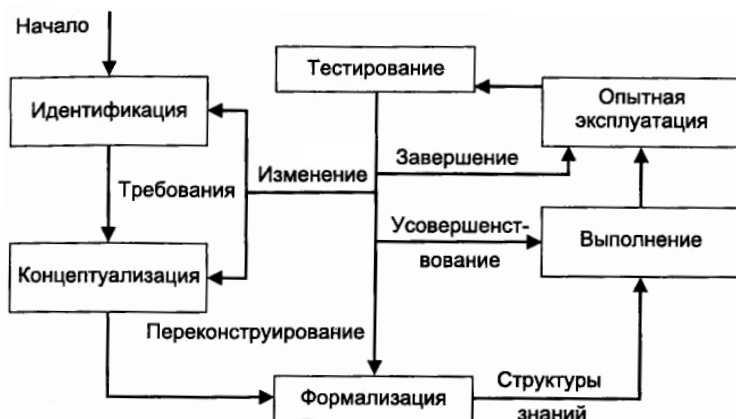 Начало
Тестирование
Идентификация
Опытная
эксплуатация
Завершение
Изменение
Требования
Усовершенст-
вование
Выполнение
Концептуализация
Переконструирование
Формализация
Структуры
знаний